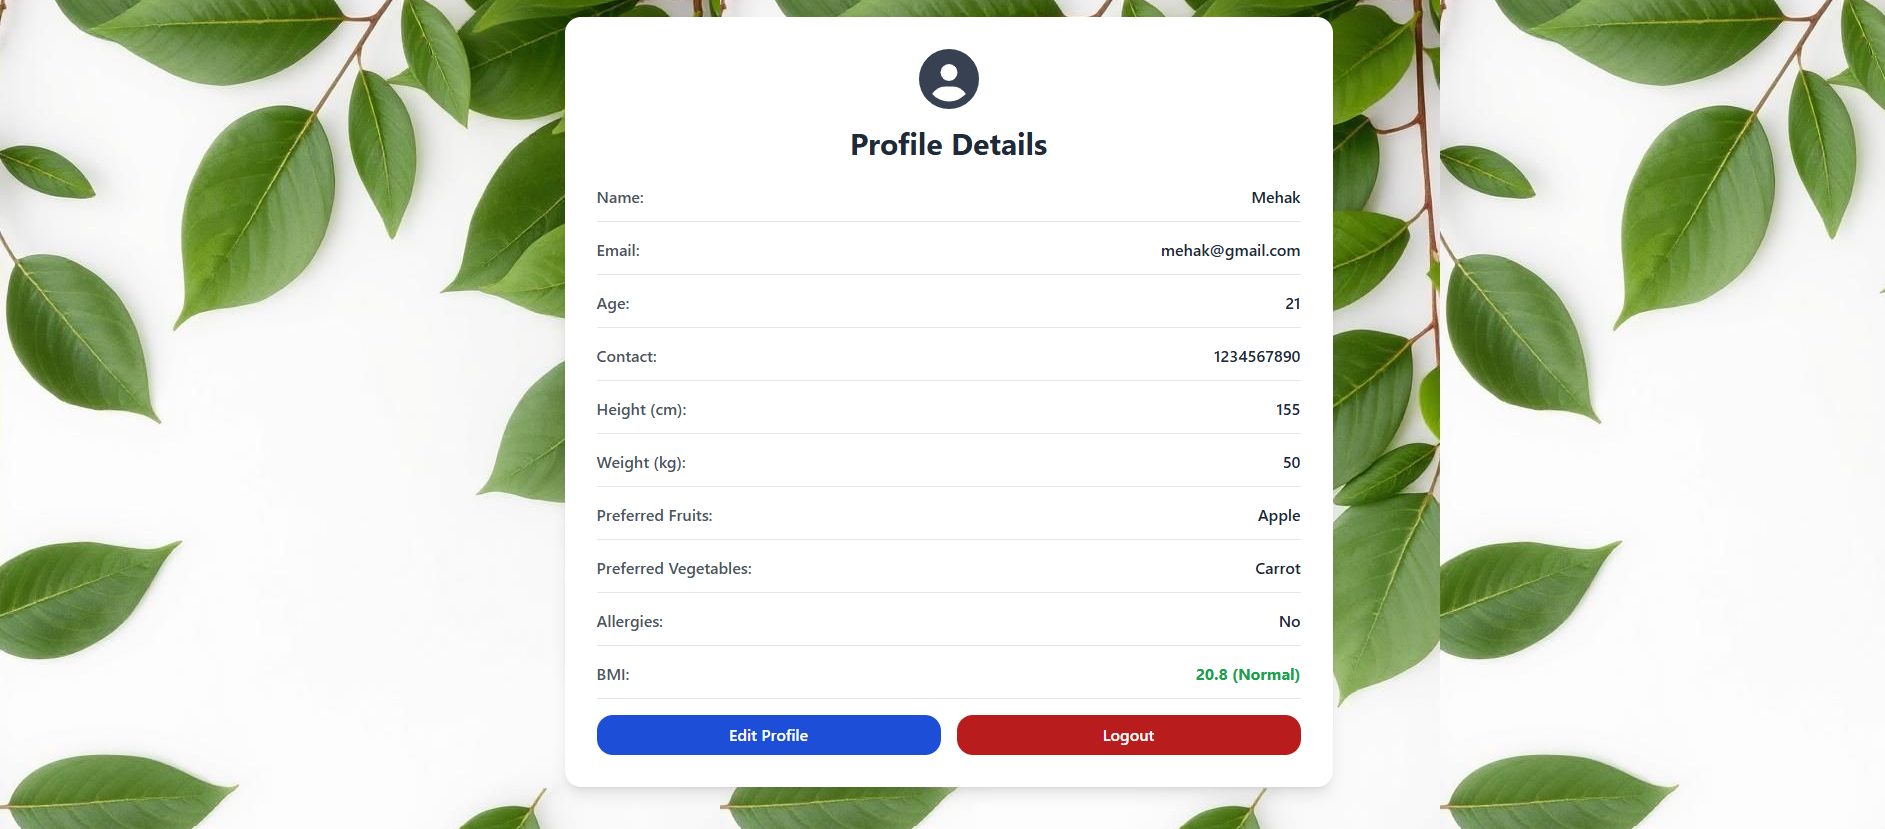 Profile Details
Name: Mehak
Email: mehak@gmail.com
Age: 21
Contact: 1234567890
Height (cm): 155
Weight (kg): 50
Preferred Fruits: Apple
Preferred Vegetables: Carrot
Allergies: No
BMI: 20.8 (Normal)
Edit Profile Logout